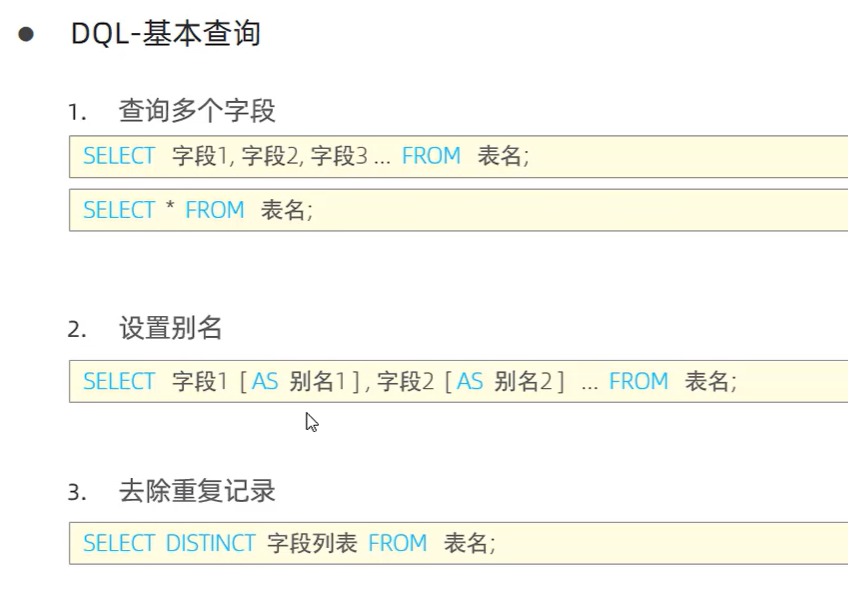 ● DQL-基本查询
1. 查询多个字段
SELECT 字段1, 字段2, 字段3 ... FROM 表名;
SELECT * FROM 表名;
2. 设置别名
SELECT 字段1 [ AS 别名1 ] , 字段2 [ AS 别名2 ] ... FROM 表名;
3. 去除重复记录
SELECT DISTINCT 字段列表 FROM 表名;